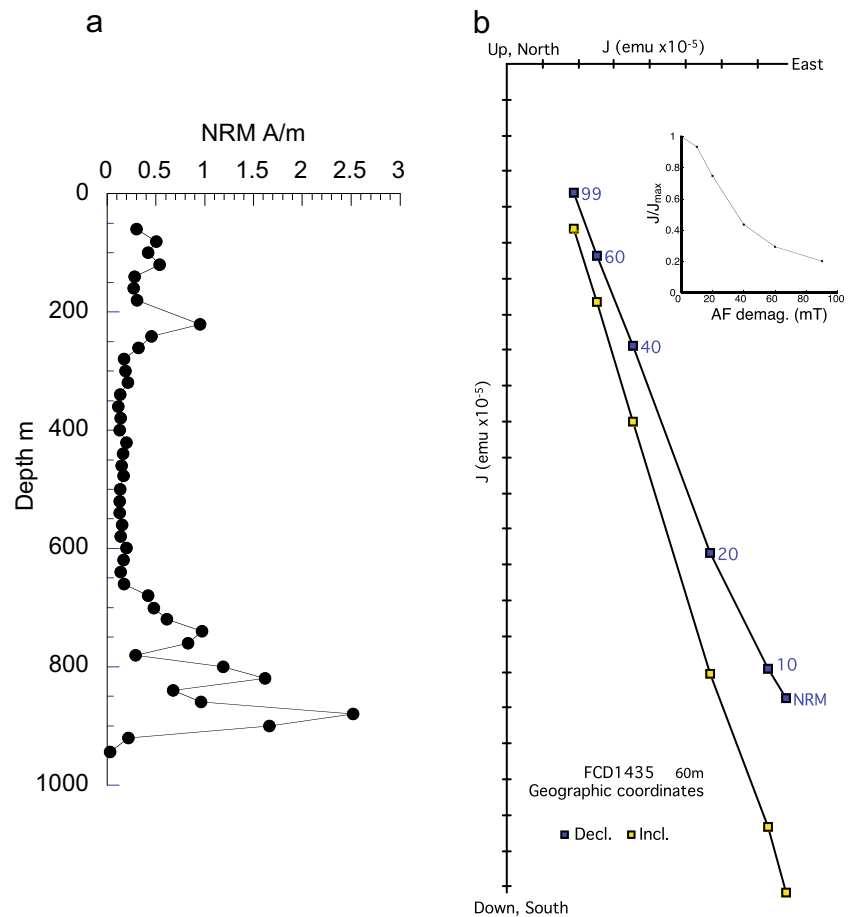 a
NRM A/m
0 0.5 1 1.5 2 2.5 3
0
200
400
600
800
1000
Depth m
b
Up, North
J (emu x10-5)
East
J (emu x10-5)
99
60
40
20
10
NRM
1
0.8
0.6
0.4
0.2
0
J/Jmax
0 20 40 60 80 100
AF demag. (mT)
FCD1435 60m
Geographic coordinates
Decl. Incl.
Down, South